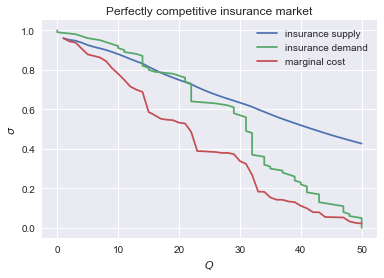 Perfectly competitive insurance market
insurance supply
insurance demand
marginal cost
1.0
0.8
0.6
0.4
0.2
0.0
σ
0 10 20 30 40 50
Q